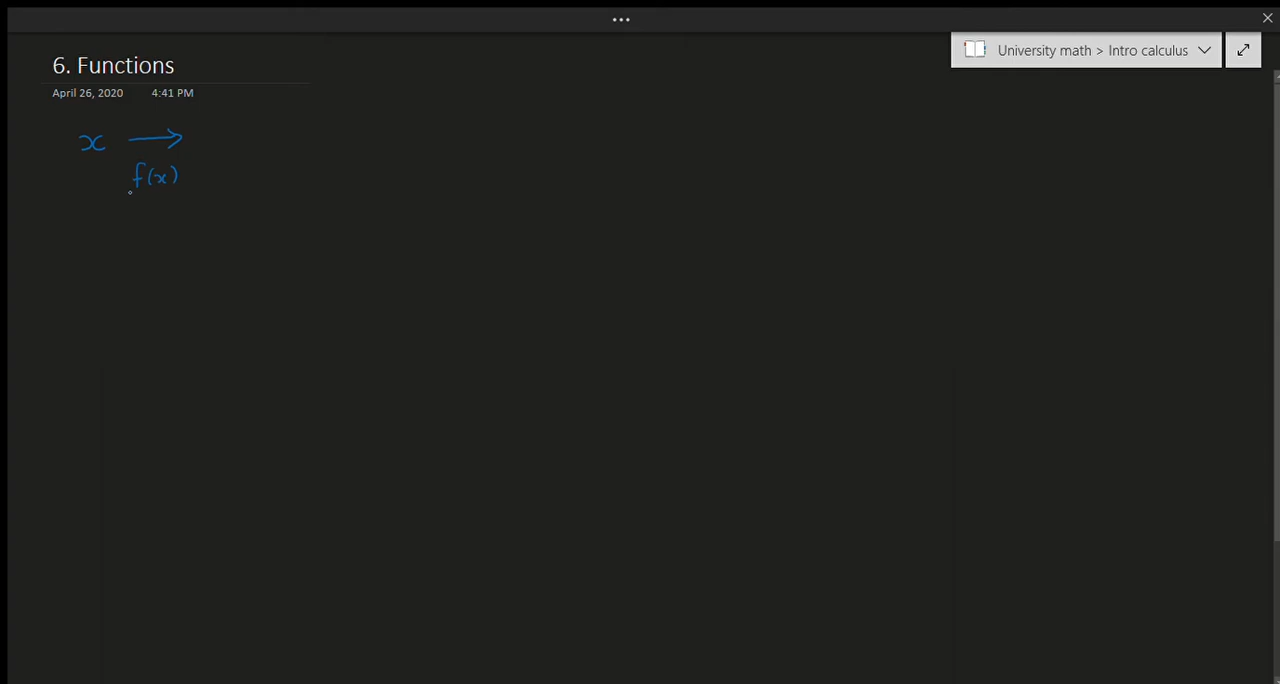 6. Functions
University math > Intro calculus
April 26, 2020 4:41 PM
x →
f(x)